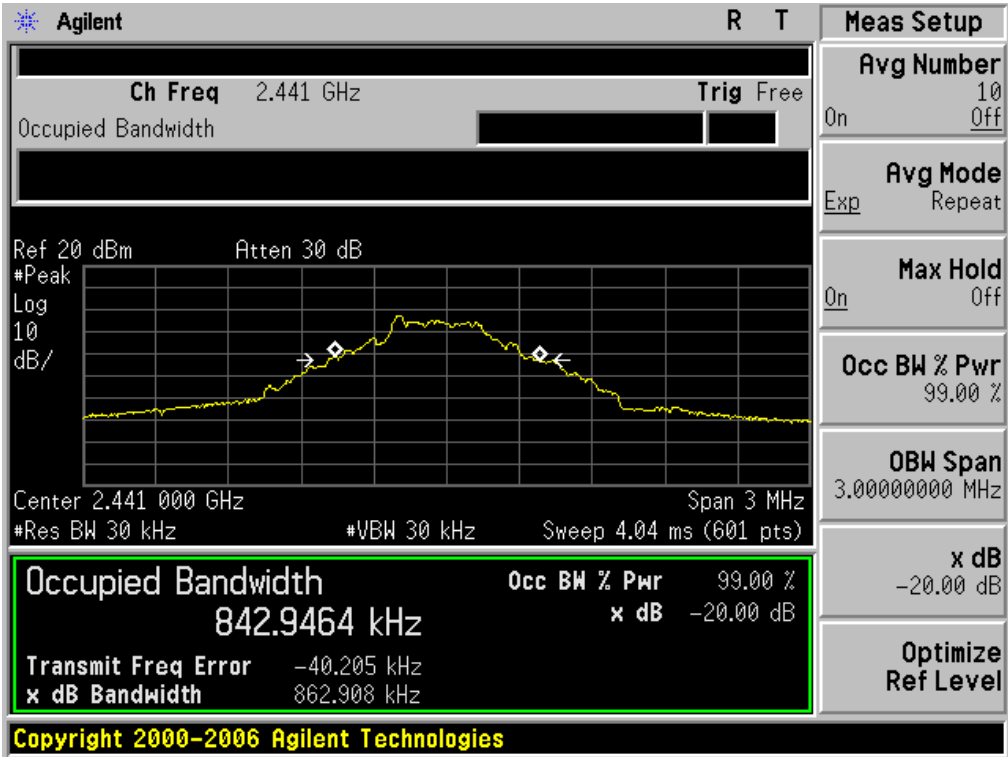 Agilent R T
Ch Freq 2.441 GHz Trig Free
Occupied Bandwidth
Ref 20 dBm Atten 30 dB
#Peak
Log
10
dB/
Center 2.441 000 GHz Span 3 MHz
#Res BW 30 kHz #VBW 30 kHz Sweep 4.04 ms (601 pts)
Occupied Bandwidth
842.9464 kHz
Occ BW % Pwr 99.00 %
x dB -20.00 dB
Transmit Freq Error -40.205 kHz
x dB Bandwidth 862.908 kHz
Copyright 2000-2006 Agilent Technologies
Meas Setup
Avg Number
10
On Off
Avg Mode
Exp Repeat
Max Hold
On Off
Occ BW % Pwr
99.00 %
OBW Span
3.00000000 MHz
x dB
-20.00 dB
Optimize
Ref Level